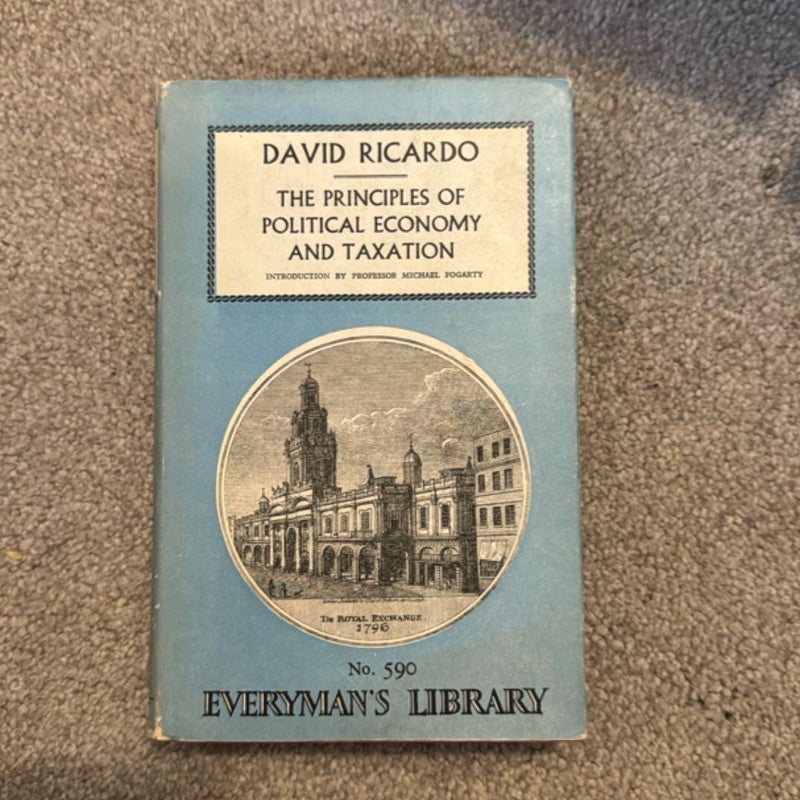 DAVID RICARDO
THE PRINCIPLES OF
POLITICAL ECONOMY
AND TAXATION
INTRODUCTION BY PROFESSOR MICHAEL FOGARTY
The ROYAL EXCHANGE.
1796
No. 590
EVERYMAN'S LIBRARY